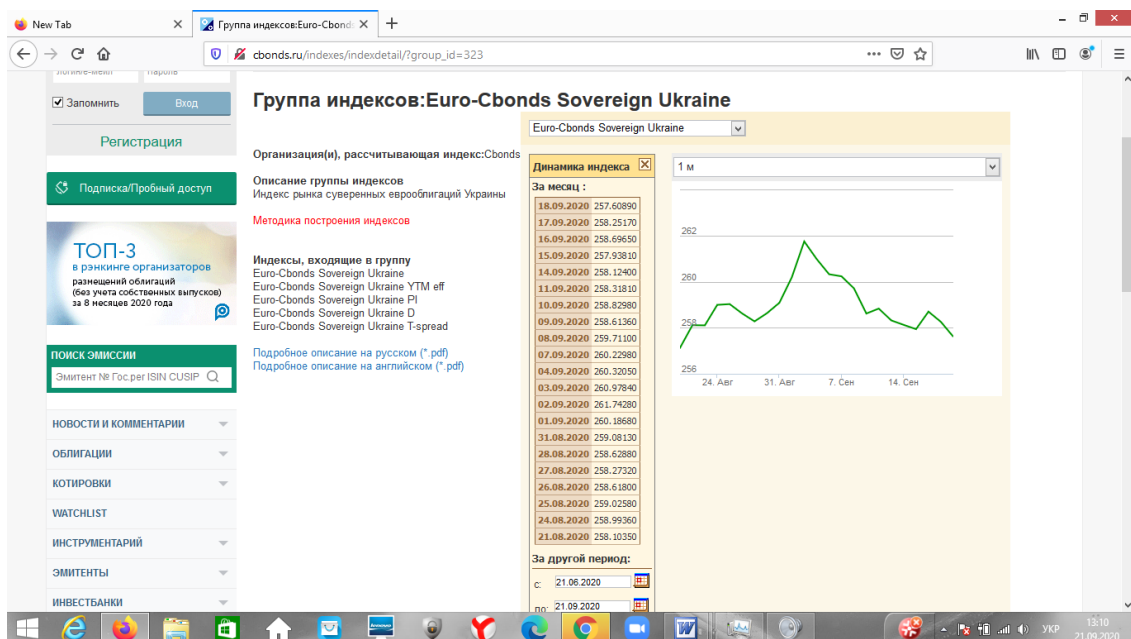 New Tab
Группа индексов:Euro-Cbonds
cbonds.ru/indexes/indexdetail/?group_id=323
Запомнить
Вход
Регистрация
Подписка/Пробный доступ
ТОП-3
в рэнкинге организаторов
размещений облигаций
(без учета собственных выпусков)
за 8 месяцев 2020 года
ПОИСК ЭМИССИИ
Эмитент № Гос.рег ISIN CUSIP
НОВОСТИ И КОММЕНТАРИИ
ОБЛИГАЦИИ
КОТИРОВКИ
WATCHLIST
ИНСТРУМЕНТАРИЙ
ЭМИТЕНТЫ
ИНВЕСТБАНКИ
Группа индексов:Euro-Cbonds Sovereign Ukraine
Организация(и), рассчитывающая индекс:Cbonds
Описание группы индексов
Индекс рынка суверенных еврооблигаций Украины
Методика построения индексов
Индексы, входящие в группу
Euro-Cbonds Sovereign Ukraine
Euro-Cbonds Sovereign Ukraine YTM eff
Euro-Cbonds Sovereign Ukraine PI
Euro-Cbonds Sovereign Ukraine D
Euro-Cbonds Sovereign Ukraine T-spread
Подробное описание на русском (*.pdf)
Подробное описание на английском (*.pdf)
Euro-Cbonds Sovereign Ukraine
Динамика индекса
За месяц :
18.09.2020 257.60890
17.09.2020 258.25170
16.09.2020 258.69650
15.09.2020 257.93810
14.09.2020 258.12400
11.09.2020 258.31810
10.09.2020 258.82980
09.09.2020 258.61360
08.09.2020 259.71100
07.09.2020 260.22980
04.09.2020 260.32050
03.09.2020 260.97840
02.09.2020 261.74280
01.09.2020 260.18680
31.08.2020 259.08130
28.08.2020 258.62880
27.08.2020 258.27320
26.08.2020 258.61800
25.08.2020 259.02580
24.08.2020 258.99360
21.08.2020 258.10350
За другой период:
с: 21.06.2020
по: 21.09.2020
1 м
262
260
258
256
24. Авг 31. Авг 7. Сен 14. Сен
УКР
13:10
21.09.2020